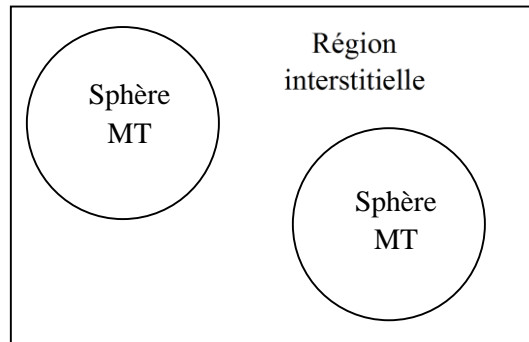 Région
interstitielle
Sphère
MT
Sphère
MT